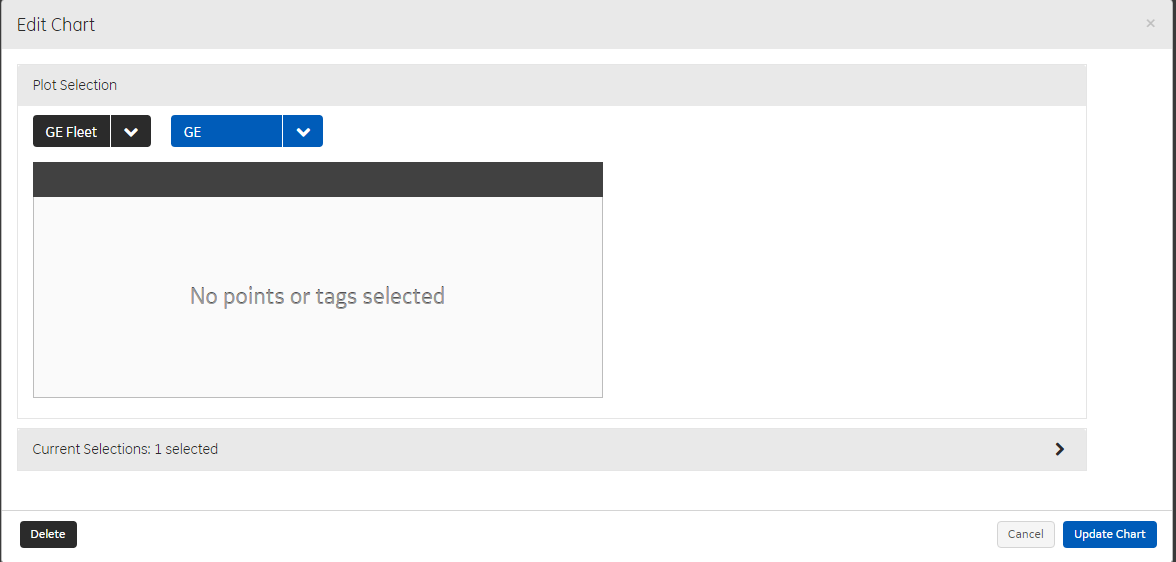 Edit Chart ×
Plot Selection
GE Fleet GE
No points or tags selected
Current Selections: 1 selected
Delete Cancel Update Chart